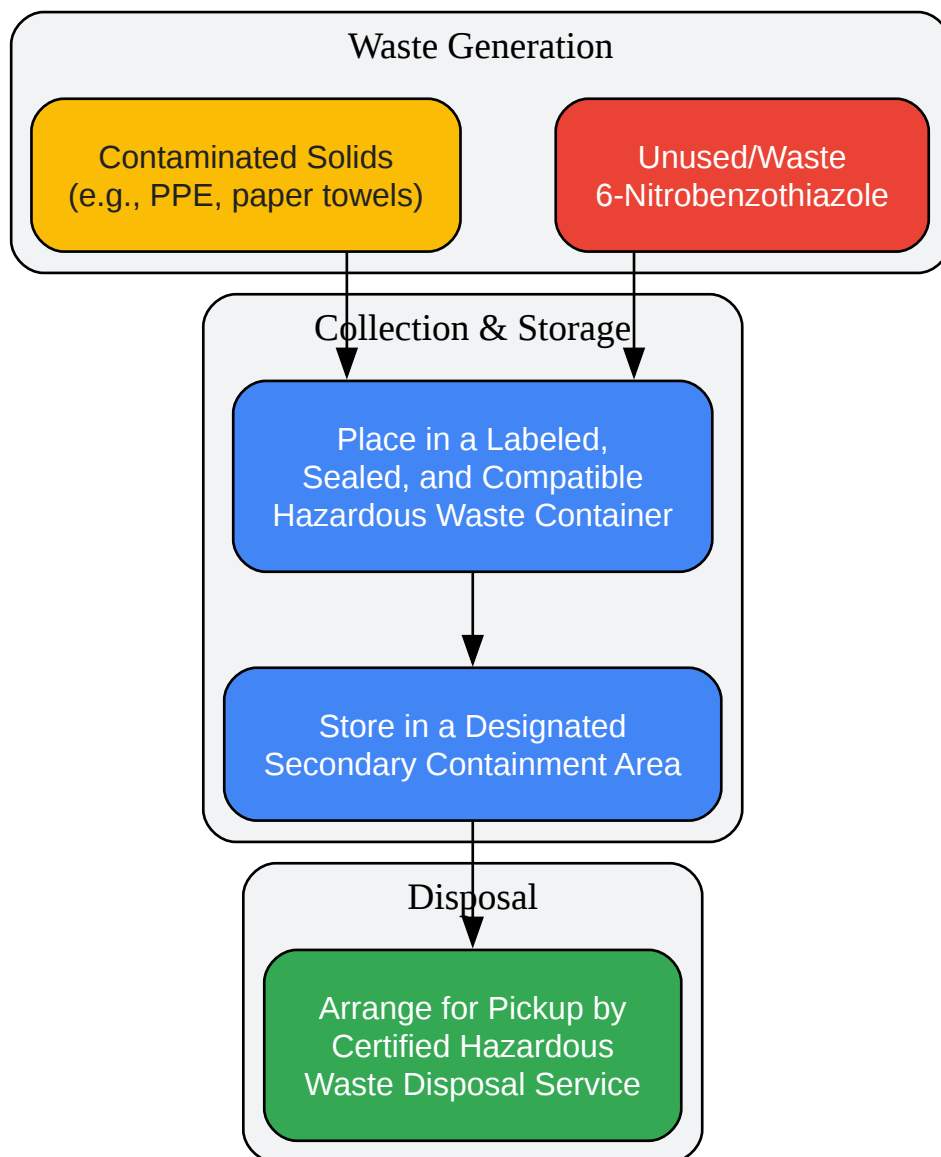 Waste Generation
Contaminated Solids
(e.g., PPE, paper towels)
Unused/Waste
6-Nitrobenzothiazole
Collection & Storage
Place in a Labeled,
Sealed, and Compatible
Hazardous Waste Container
Store in a Designated
Secondary Containment Area
Disposal
Arrange for Pickup by
Certified Hazardous
Waste Disposal Service